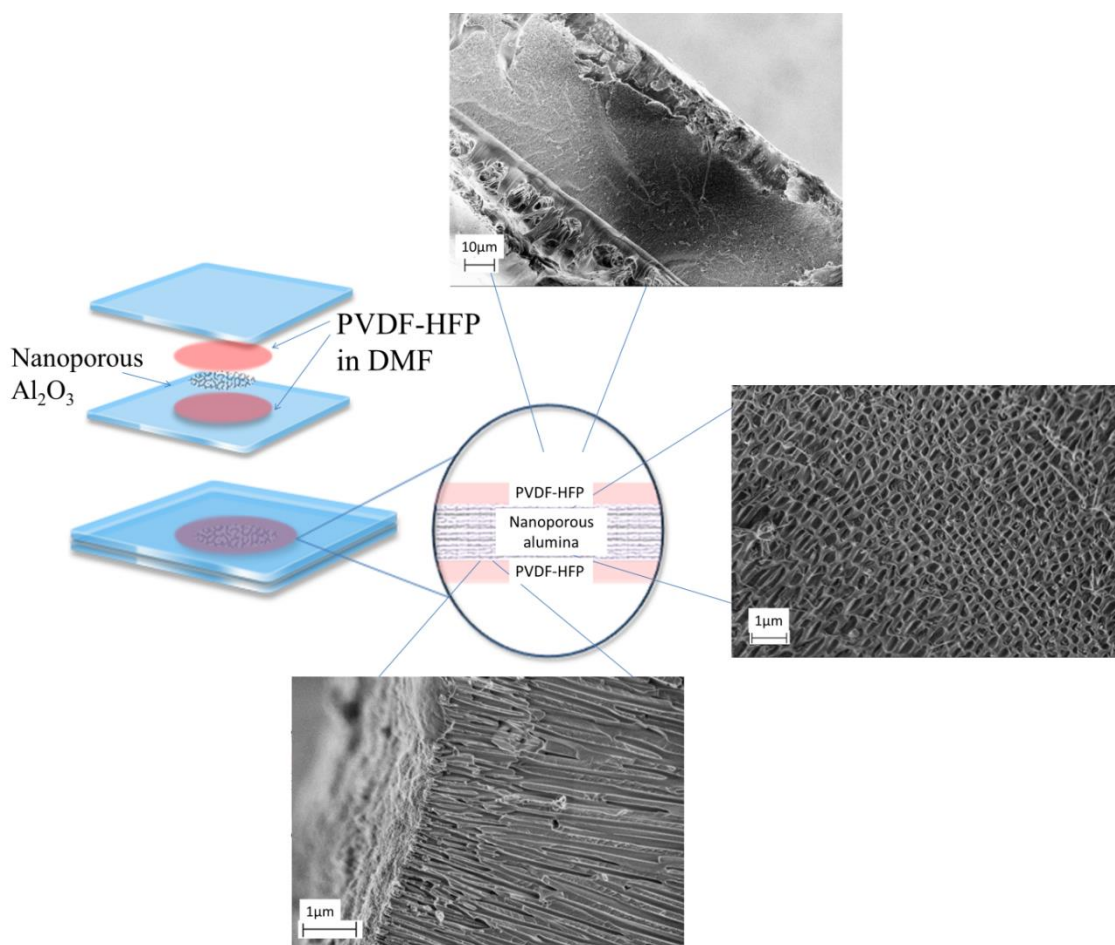 10μm
PVDF-HFP
in DMF
Nanoporous
Al₂O₃
PVDF-HFP
Nanoporous
alumina
PVDF-HFP
1μm
1μm